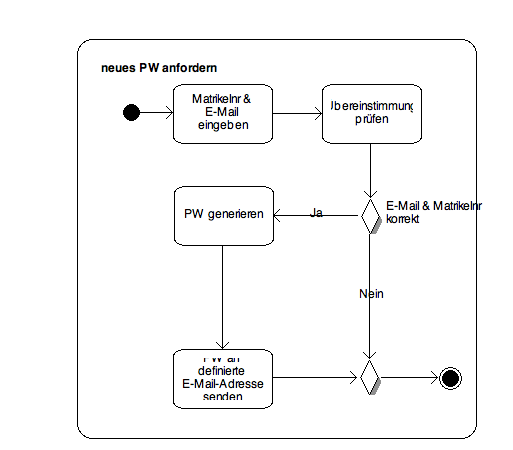 neues PW anfordern
Matrikelnr &
E-Mail
eingeben
Übereinstimmung
prüfen
E-Mail & Matrikelnr
korrekt
Ja
PW generieren
Nein
PW an
definierte
E-Mail-Adresse
senden